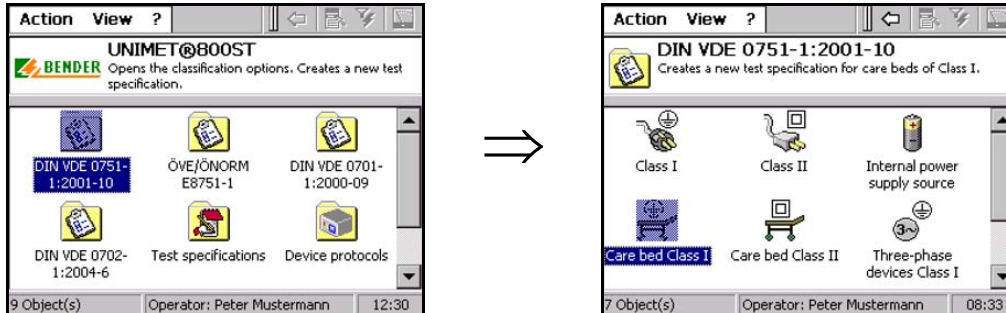 Action View ?
UNIMET®800ST
BENDER Opens the classification options. Creates a new test
specification.
DIN VDE 0751-
1:2001-10
ÖVE/ÖNORM
E8751-1
DIN VDE 0701-
1:2000-09
DIN VDE 0702-
1:2004-6
Test specifications
Device protocols
9 Object(s)
Operator: Peter Mustermann
12:30
⇒
Action View ?
DIN VDE 0751-1:2001-10
Creates a new test specification for care beds of Class I.
Class I
Class II
Internal power
supply source
Care bed Class I
Care bed Class II
3~
Three-phase
devices Class I
7 Object(s)
Operator: Peter Mustermann
08:33